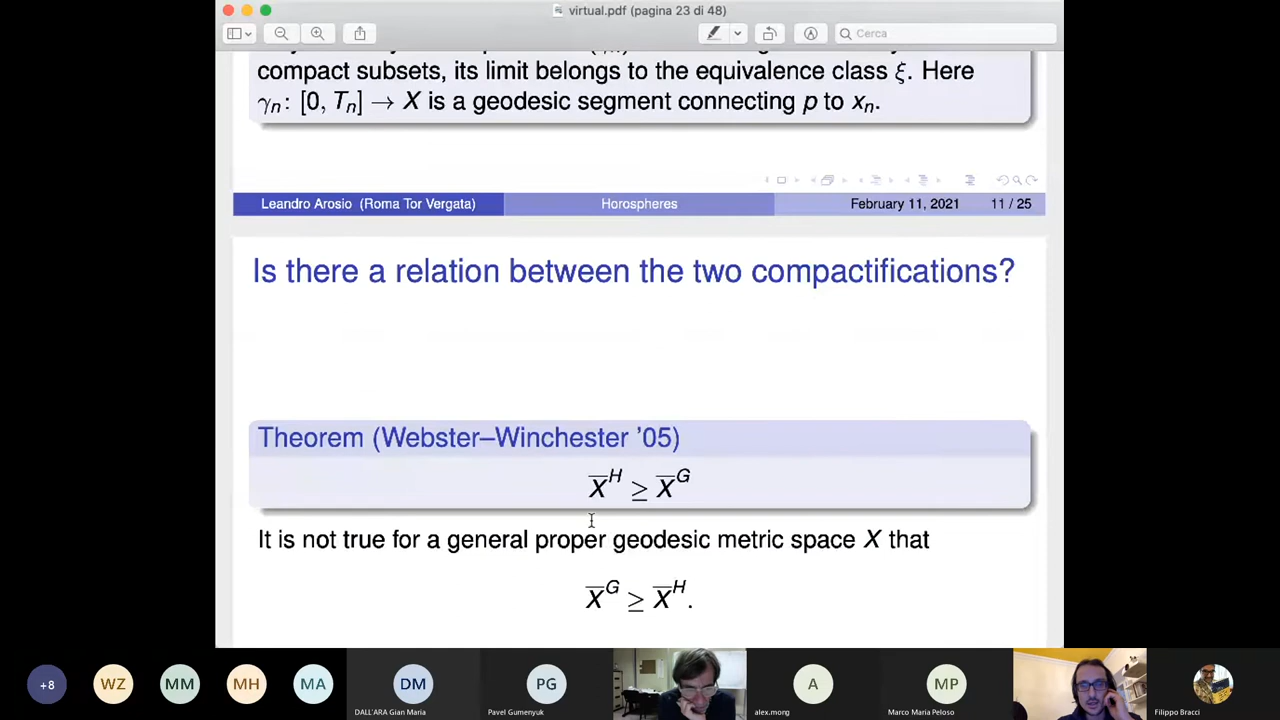 virtual.pdf (pagina 23 di 48)
Cerca
compact subsets, its limit belongs to the equivalence class ξ. Here
γₙ: [0, Tₙ] → X is a geodesic segment connecting p to xₙ.
Leandro Arosio (Roma Tor Vergata) Horospheres February 11, 2021 11 / 25
Is there a relation between the two compactifications?
Theorem (Webster–Winchester '05)
X̅ᴴ ≥ X̅ᴳ
It is not true for a general proper geodesic metric space X that
X̅ᴳ ≥ X̅ᴴ.
+8 WZ MM MH MA DM PG A MP
DALL'ARA Gian Maria Pavel Gumenyuk alex.mong Marco Maria Peloso Filippo Bracci